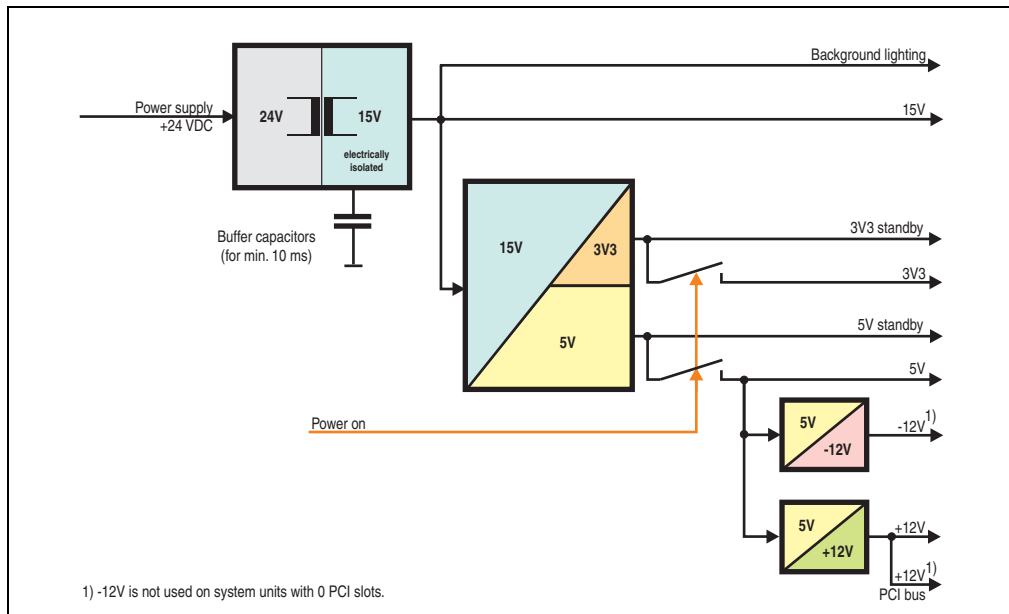 Background lighting
Power supply
+24 VDC
24V
15V
electrically
isolated
15V
Buffer capacitors
(for min. 10 ms)
15V
3V3
5V
3V3 standby
3V3
5V standby
5V
Power on
5V
-12V
-12V1)
5V
+12V
+12V
+12V1)
PCI bus
1) -12V is not used on system units with 0 PCI slots.